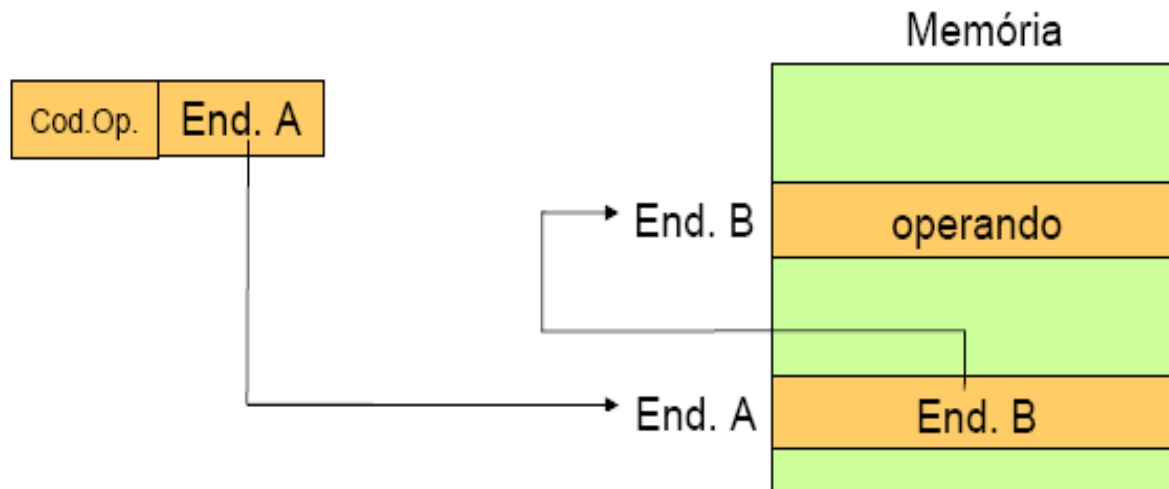 Memória
Cod.Op. End. A
End. B operando
End. A End. B